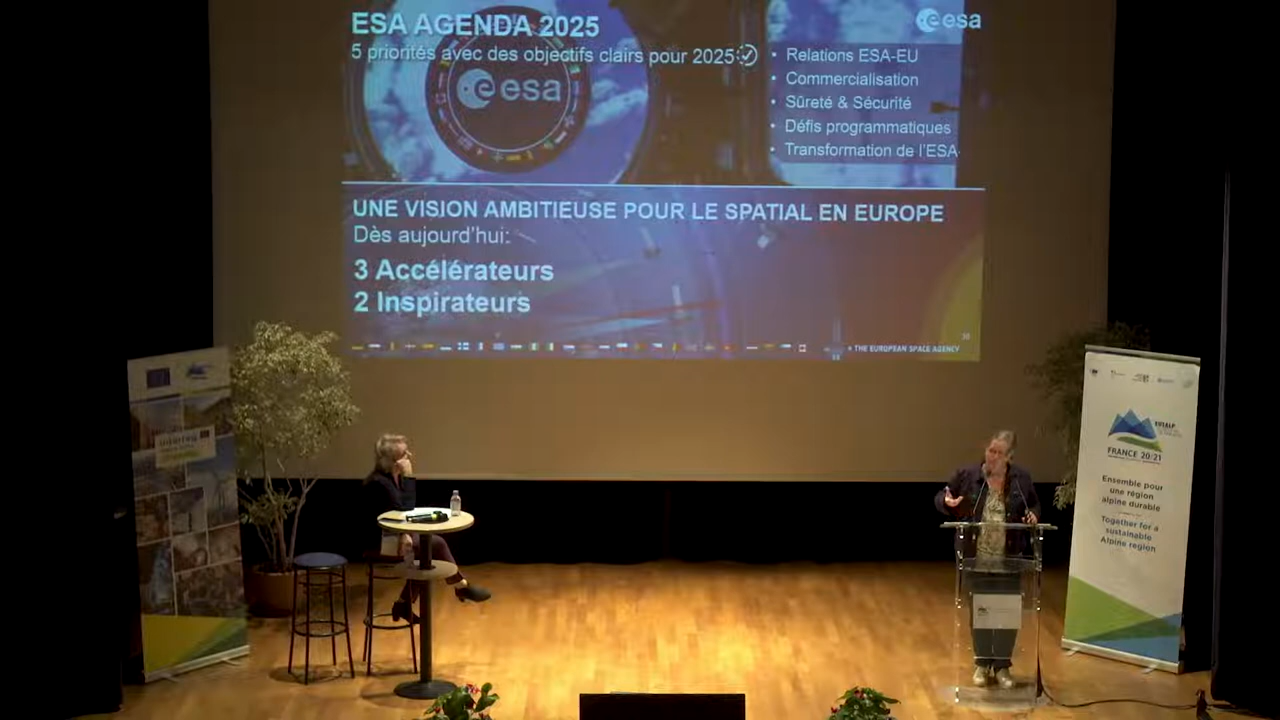 ESA AGENDA 2025
5 priorités avec des objectifs clairs pour 2025
esa
esa
• Relations ESA-EU
• Commercialisation
• Sûreté & Sécurité
• Défis programmatiques
• Transformation de l'ESA
UNE VISION AMBITIEUSE POUR LE SPATIAL EN EUROPE
Dès aujourd'hui:
3 Accélérateurs
2 Inspirateurs
THE EUROPEAN SPACE AGENCY
Interreg
EUSALP
FRANCE 20/21
Ensemble pour
une région
alpine durable
Together for a
sustainable
Alpine region